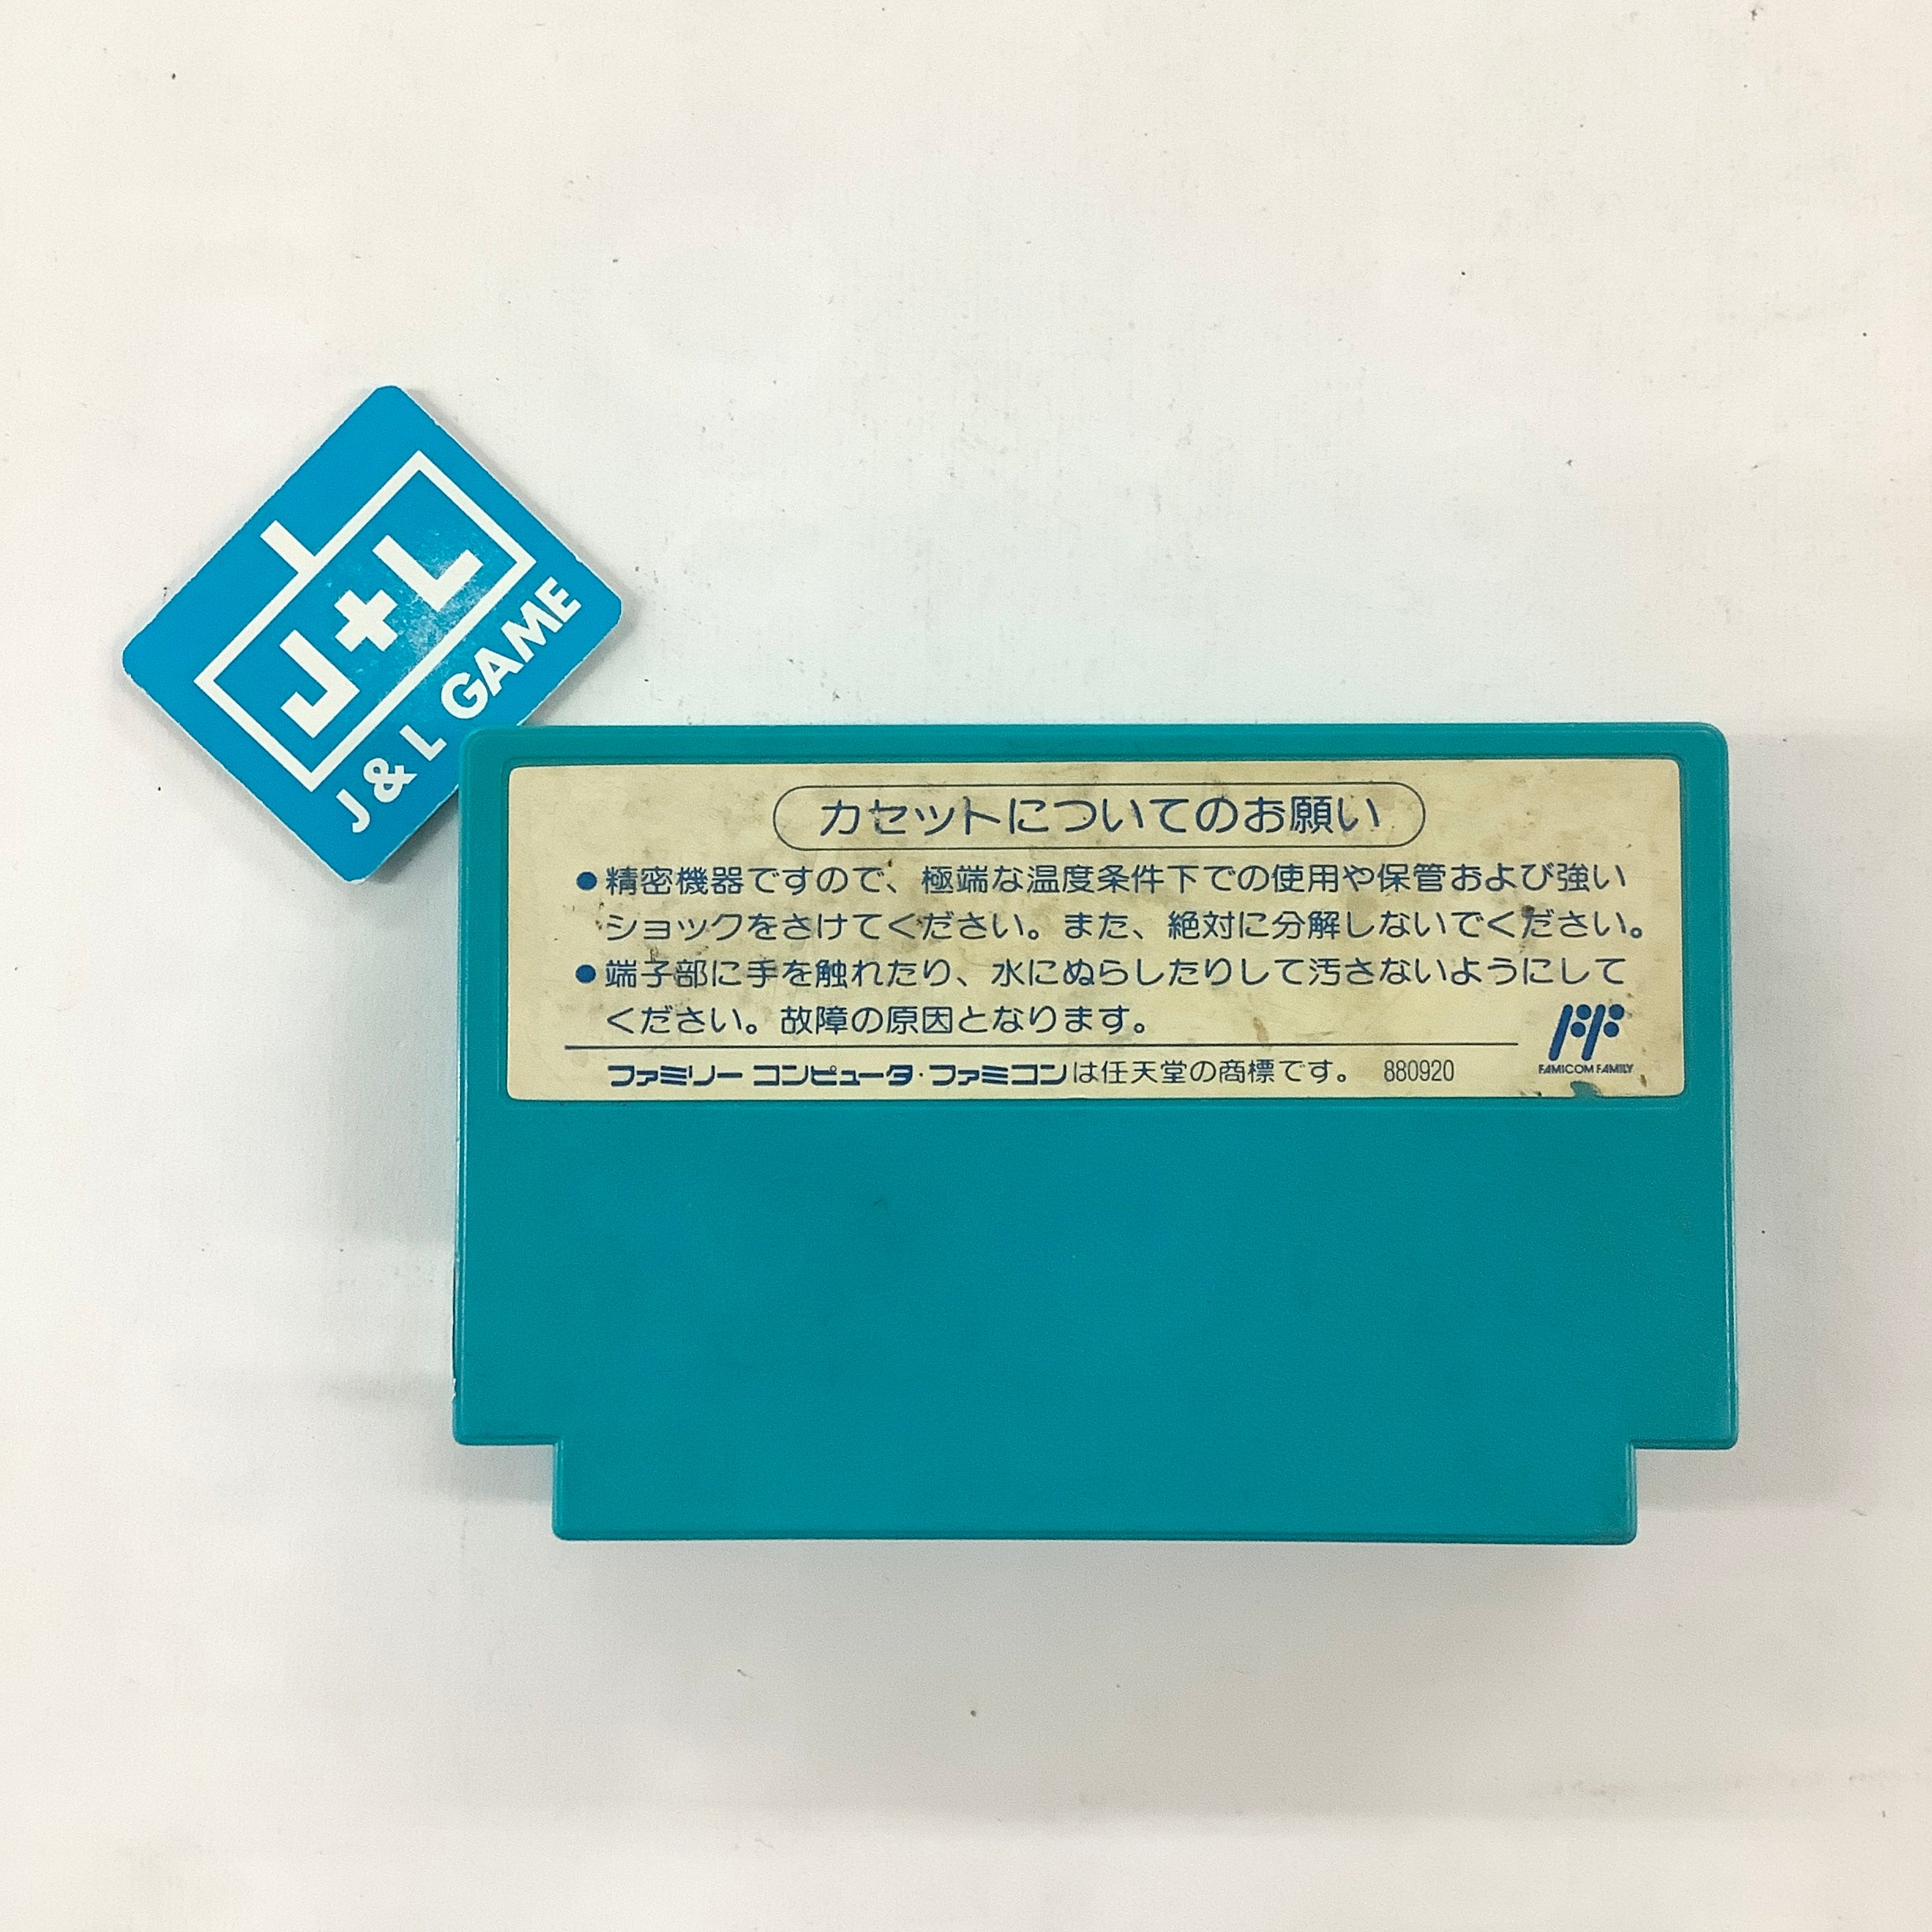 J+L
J & L GAME
カセットについてのお願い
●精密機器ですので、極端な温度条件下での使用や保管および強い
ショックをさけてください。また、絶対に分解しないでください。
●端子部に手を触れたり、水にぬらしたりして汚さないようにして
ください。故障の原因となります。
ファミリー コンピュータ・ファミコンは任天堂の商標です。 880920
FF
FAMICOM FAMILY